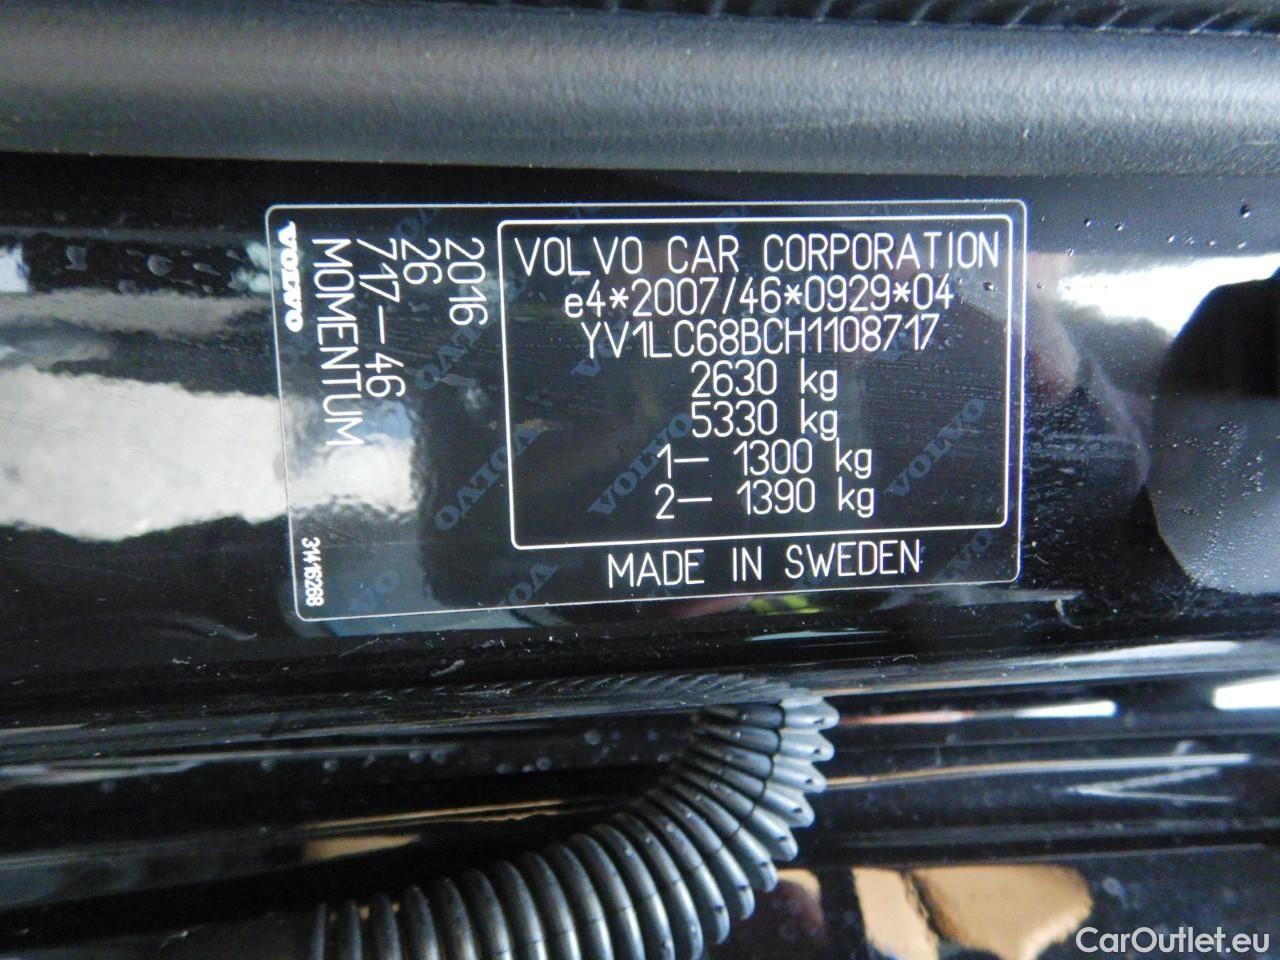 VOLVO CAR CORPORATION
e4*2007/46*0929*04
YV1LC68BCH1108717
2630 kg
5330 kg
1– 1300 kg
2– 1390 kg
MADE IN SWEDEN
2016
26
717–46
MOMENTUM
VOLVO
31416268
CarOutlet.eu